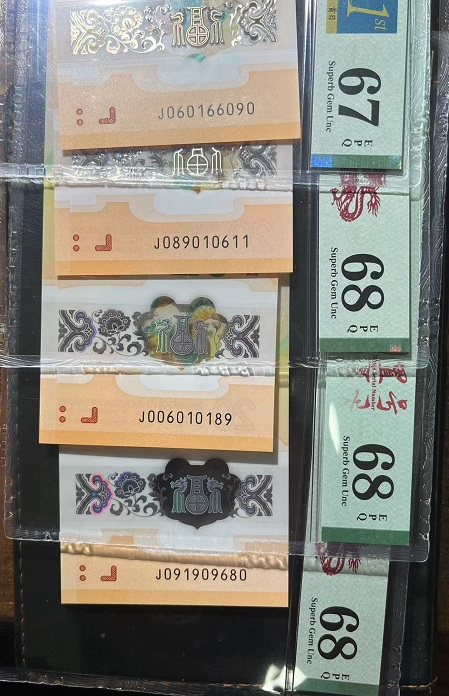 J060166090
1st
67
EPQ
Superb Gem Unc
J089010611
68
EPQ
Superb Gem Unc
J006010189
68
EPQ
Superb Gem Unc
J091909680
68
EPQ
Superb Gem Unc